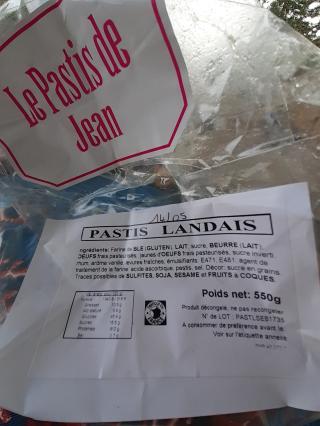 Le Pastis de
Jean
14/05
PASTIS LANDAIS
Ingrédients: Farine de BLE (GLUTEN), LAIT, sucre, BEURRE (LAIT),
OEUFS frais pasteurisés, jaunes d'OEUFS frais pasteurisés, sucre inverti,
rhum, arôme vanille, levures fraîches, émulsifiants: E471, E481, agent de
traitement de la farine: acide ascorbique, pastis, sel. Décor: sucre en grains.
Traces possibles de SULFITES, SOJA, SESAME et FRUITS à COQUES.
Poids net: 550g
Produit décongelé, ne pas recongeler
N° de LOT : PASTLSEB1735
A consommer de préférence avant le
Voir sur l'étiquette annexe